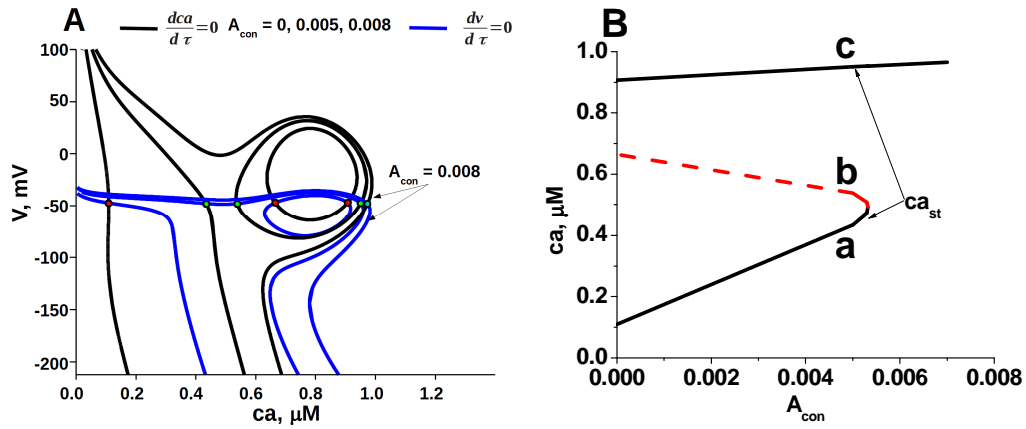 A
dca/dτ=0 A_con = 0, 0.005, 0.008 dv/dτ=0
100
50
0
-50
-100
-150
-200
V, mV
A_con = 0.008
0.0 0.2 0.4 0.6 0.8 1.0 1.2
ca, μM
B
1.0
0.8
0.6
0.4
0.2
0.0
ca, μM
c
b
a
ca_st
0.000 0.002 0.004 0.006 0.008
A_con